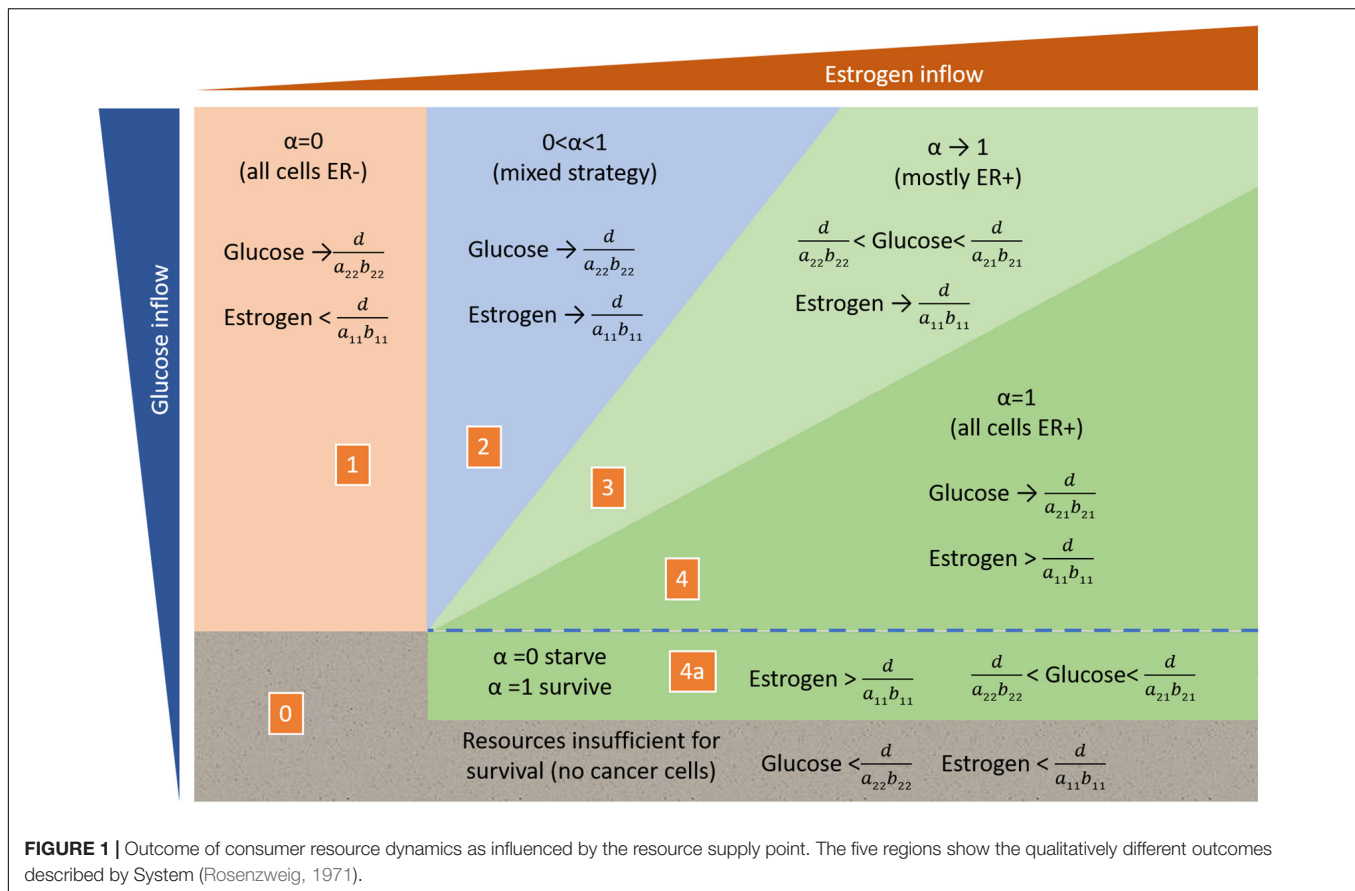 Estrogen inflow
Glucose inflow
α=0
(all cells ER-)
Glucose → d/(a₂₂b₂₂)
Estrogen < d/(a₁₁b₁₁)
1
0<α<1
(mixed strategy)
Glucose → d/(a₂₂b₂₂)
Estrogen → d/(a₁₁b₁₁)
2
α → 1
(mostly ER+)
d/(a₂₂b₂₂) < Glucose< d/(a₂₁b₂₁)
Estrogen → d/(a₁₁b₁₁)
3
α=1
(all cells ER+)
Glucose → d/(a₂₁b₂₁)
Estrogen > d/(a₁₁b₁₁)
4
α =0 starve
α =1 survive
4a
Estrogen > d/(a₁₁b₁₁)
d/(a₂₂b₂₂) < Glucose< d/(a₂₁b₂₁)
0
Resources insufficient for
survival (no cancer cells)
Glucose < d/(a₂₂b₂₂)
Estrogen < d/(a₁₁b₁₁)
FIGURE 1 | Outcome of consumer resource dynamics as influenced by the resource supply point. The five regions show the qualitatively different outcomes
described by System (Rosenzweig, 1971).